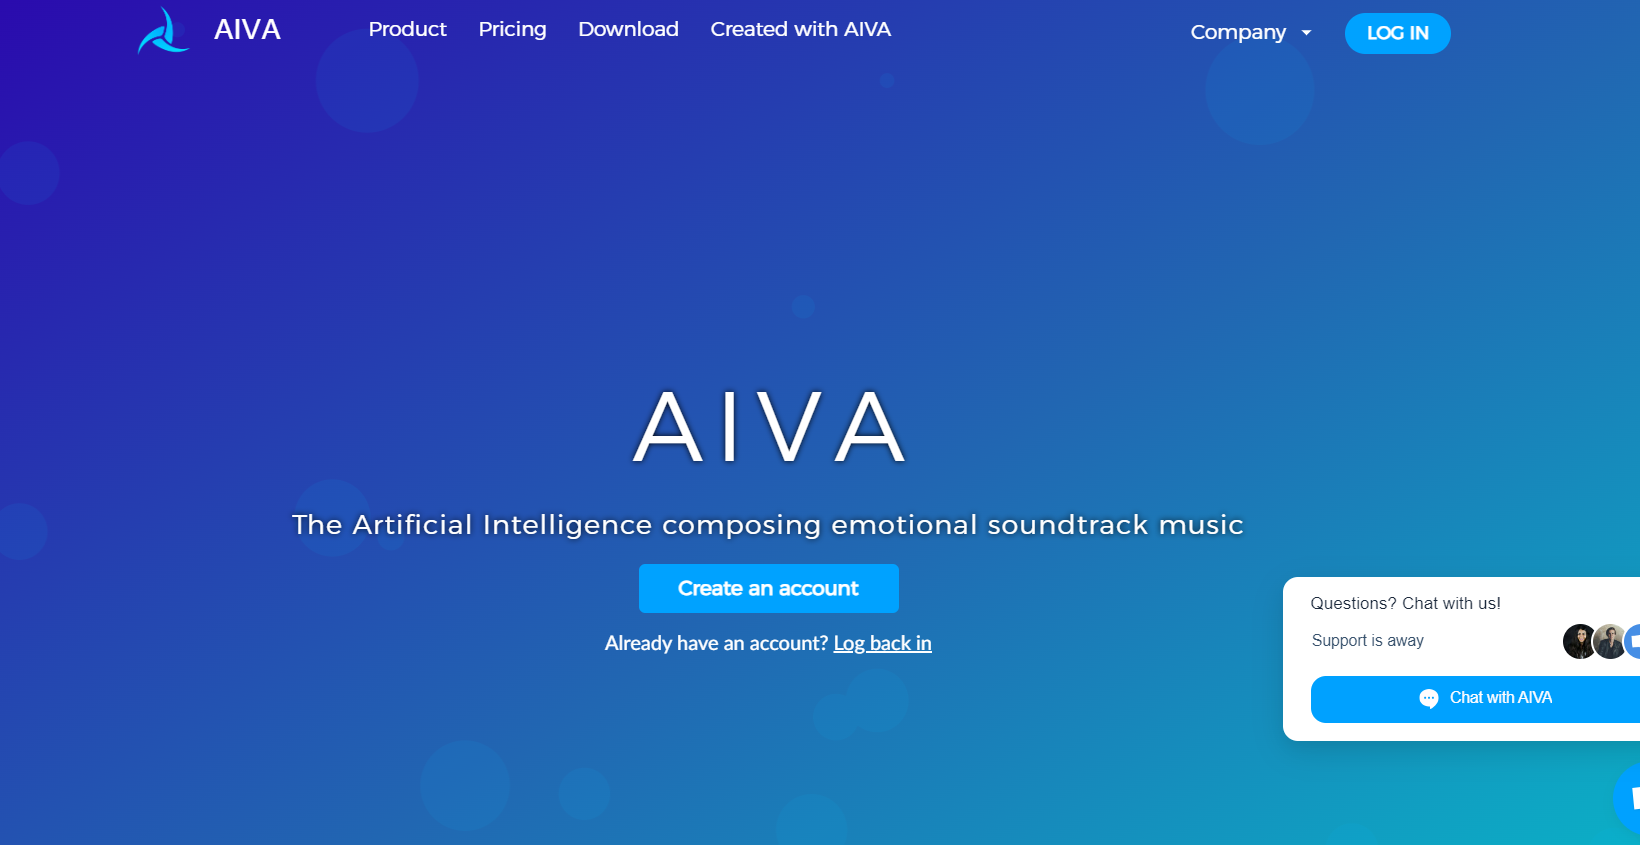 AIVA
Product
Pricing
Download
Created with AIVA
Company
LOG IN
AIVA
The Artificial Intelligence composing emotional soundtrack music
Create an account
Already have an account? Log back in
Questions? Chat with us!
Support is away
Chat with AIVA